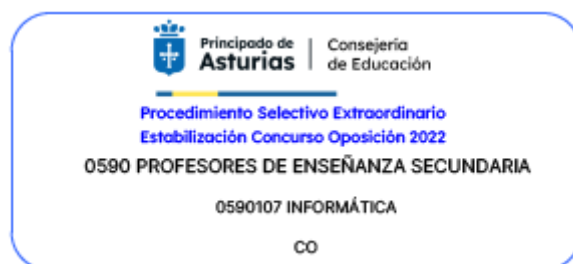 Principado de Asturias
Consejería de Educación
Procedimiento Selectivo Extraordinario
Estabilización Concurso Oposición 2022
0590 PROFESORES DE ENSEÑANZA SECUNDARIA
0590107 INFORMÁTICA
CO